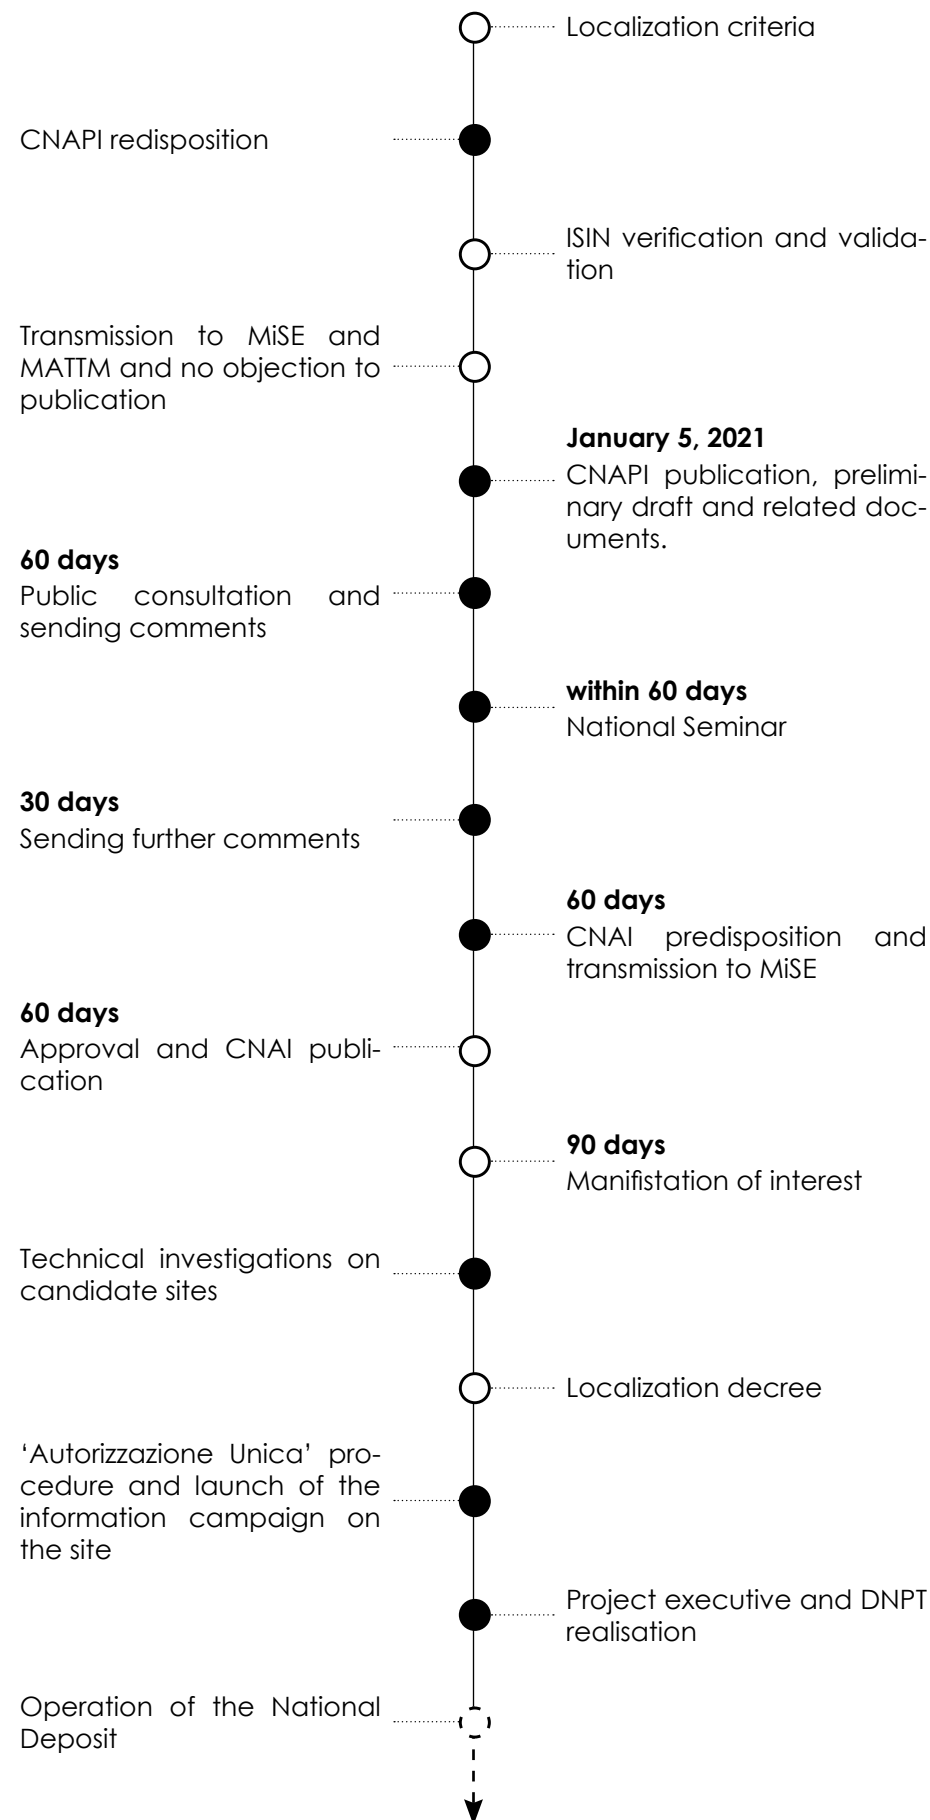 Localization criteria
CNAPI redisposition
ISIN verification and valida-
tion
Transmission to MiSE and
MATTM and no objection to
publication
January 5, 2021
CNAPI publication, prelimi-
nary draft and related doc-
uments.
60 days
Public consultation and
sending comments
within 60 days
National Seminar
30 days
Sending further comments
60 days
CNAI predisposition and
transmission to MiSE
60 days
Approval and CNAI publi-
cation
90 days
Manifistation of interest
Technical investigations on
candidate sites
Localization decree
‘Autorizzazione Unica’ pro-
cedure and launch of the
information campaign on
the site
Project executive and DNPT
realisation
Operation of the National
Deposit